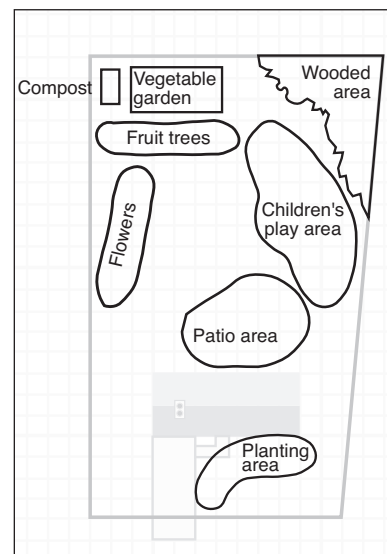 Compost
Vegetable
garden
Wooded
area
Fruit trees
Flowers
Children's
play area
Patio area
Planting
area